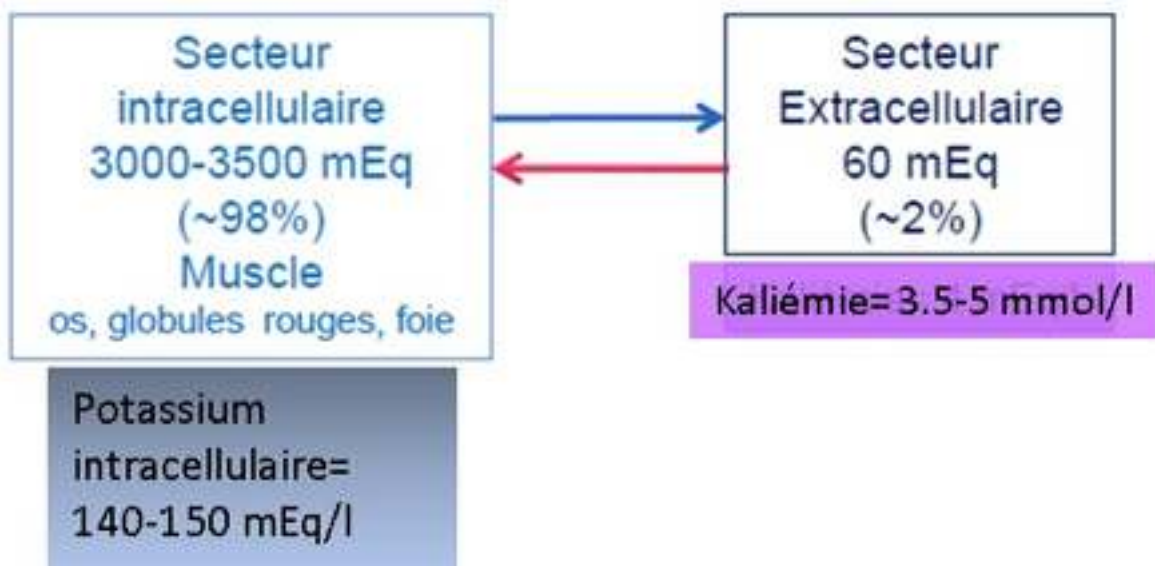 Secteur
intracellulaire
3000-3500 mEq
(~98%)
Muscle
os, globules rouges, foie
Potassium
intracellulaire=
140-150 mEq/l
Secteur
Extracellulaire
60 mEq
(~2%)
Kaliémie= 3.5-5 mmol/l